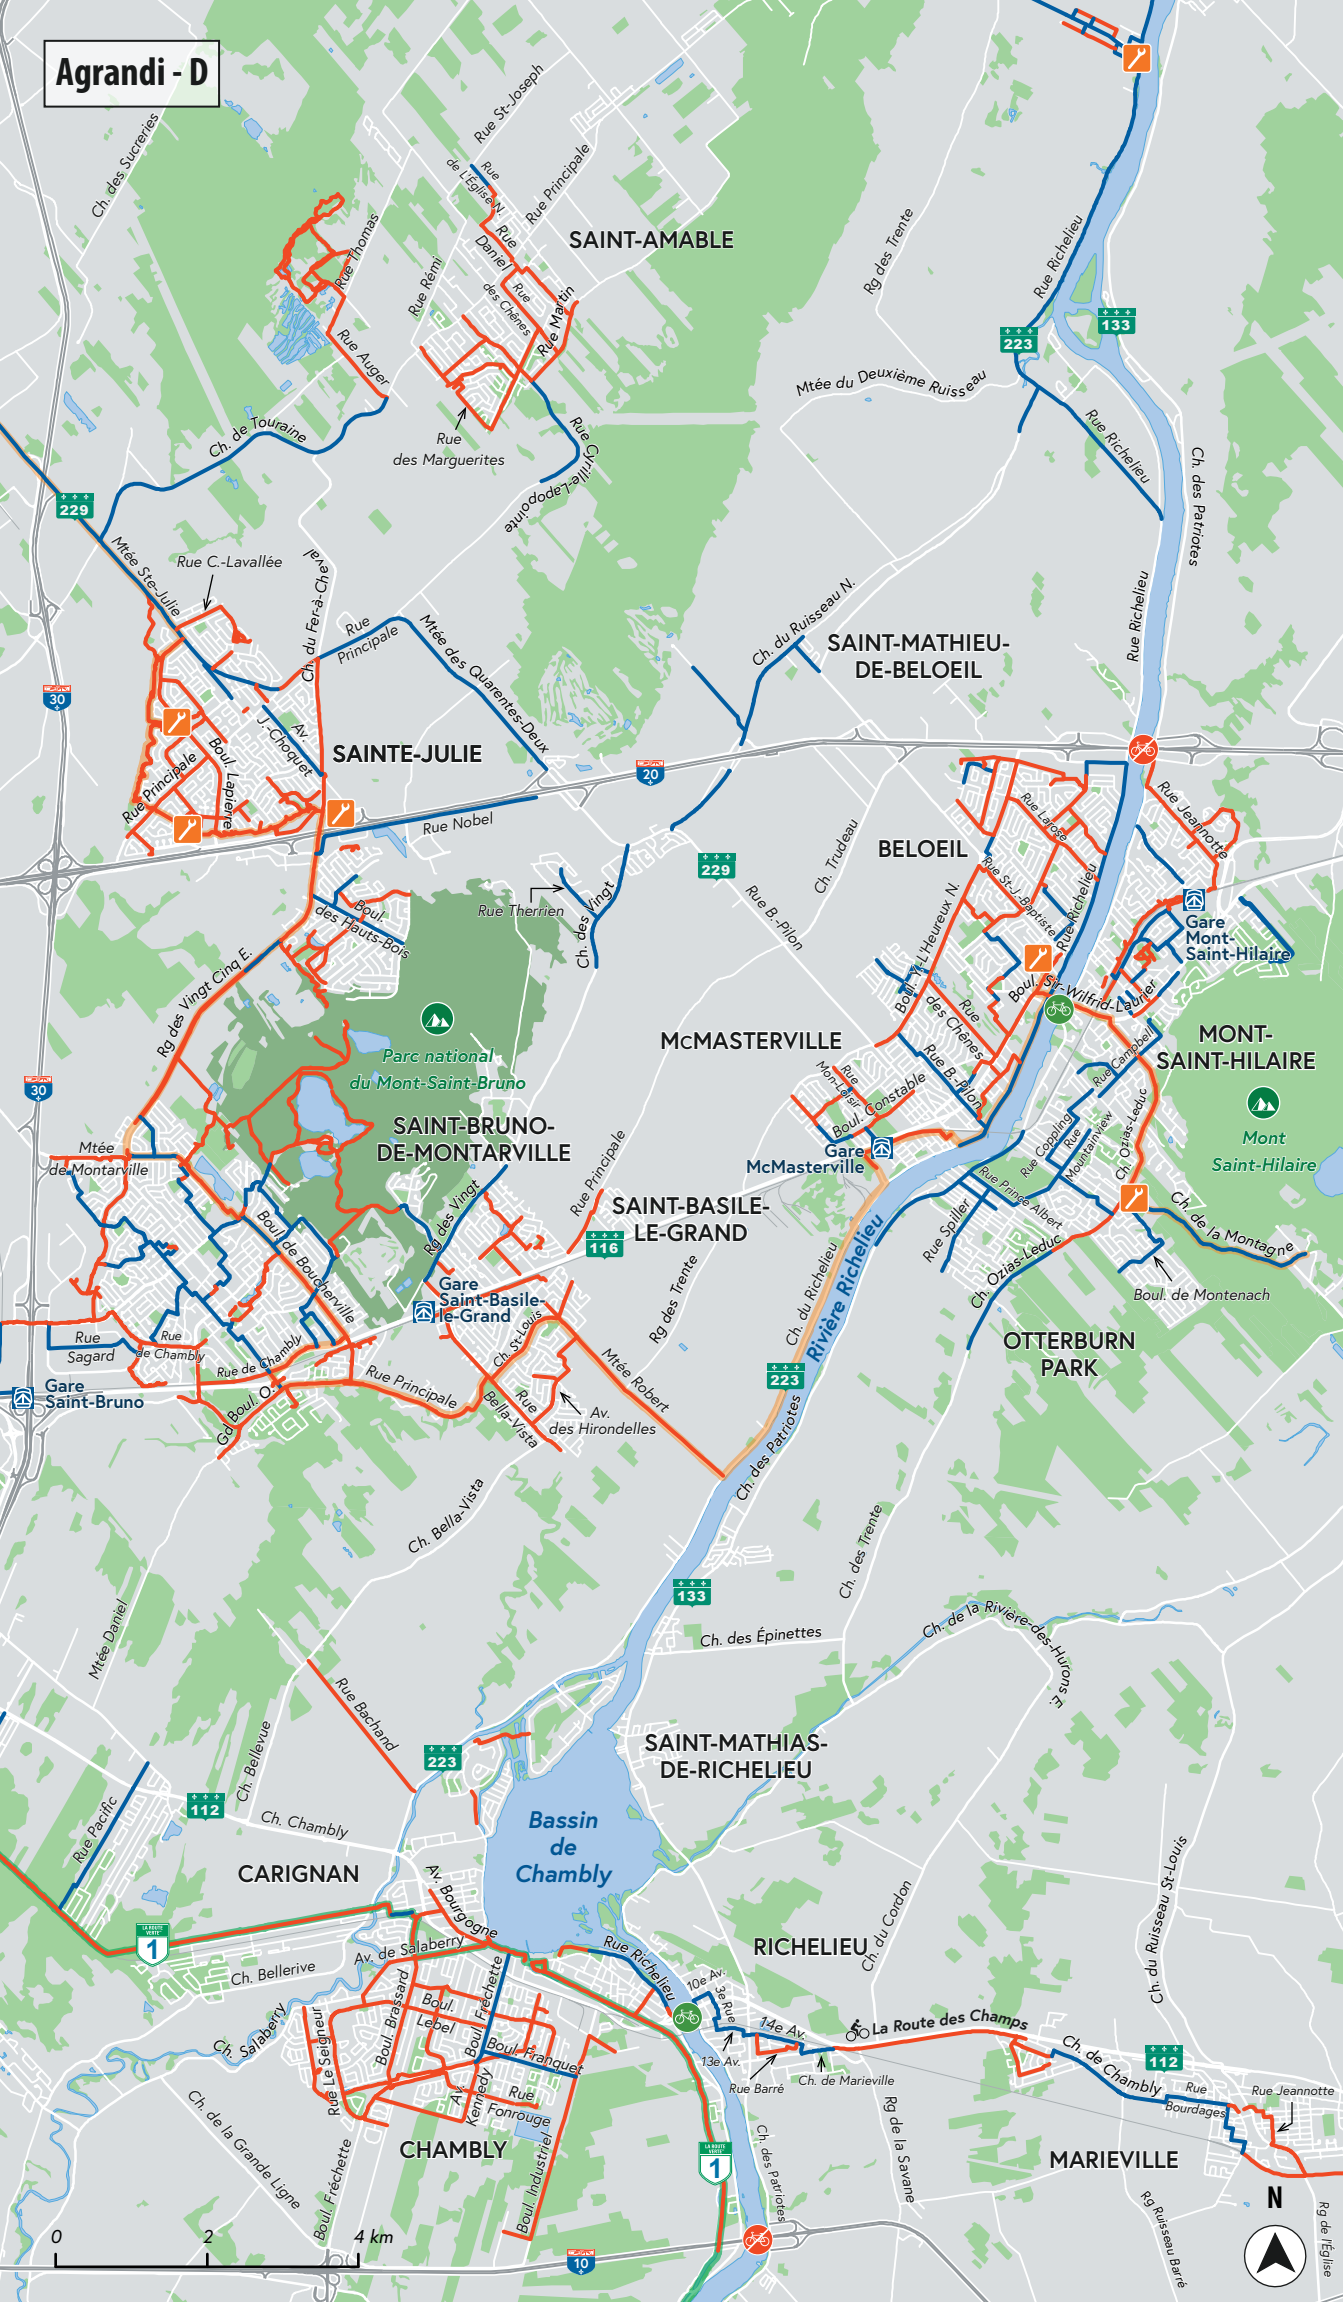 Agrandi - D
Ch. des Sucreries
Rue St-Joseph
Rue
de L'Église N.
Rue Principale
SAINT-AMABLE
Rue Thomas
Rue Rémi
Rue
Daniel
Rue
des Chênes
Rue Martin
Rue Auger
Rue
des Marguerites
Ch. de Touraine
Rue Cyrille-Lapointe
Rg des Trente
Rue Richelieu
223
133
Mtée du Deuxième Ruisseau
Rue Richelieu
Ch. des Patriotes
229
Mtée Ste-Julie
Rue C.-Lavallée
Ch. du Fer-à-Cheval
Rue
Principale
Mtée des Quarantes-Deux
Ch. du Ruisseau N.
SAINT-MATHIEU-
DE-BELOEIL
Rue Richelieu
30
Av.
J.-Choquet
SAINTE-JULIE
Boul. Lapierre
Rue Principale
20
Rue Nobel
Rue Jeannotte
Rue Larose
BELOEIL
229
Ch. Trudeau
Rue B.-Pilon
Rue St-J.-Baptiste
Rue Richelieu
Rue Therrien
Ch. des Vingt
Boul.
des Hauts-Bois
Boul. Y.-L'Heureux N.
Gare
Mont-
Saint-Hilaire
Rg des Vingt Cinq E.
Boul. Sir-Wilfrid-Laurier
Rue
des Chênes
Parc national
du Mont-Saint-Bruno
McMASTERVILLE
MONT-
SAINT-HILAIRE
Rue Campbell
Rue B.-Pilon
Rue
Mon-Loisir
Boul. Constable
30
Mont
Saint-Hilaire
SAINT-BRUNO-
DE-MONTARVILLE
Mtée
de Montarville
Gare
McMasterville
Rue Coppling
Rue
Mountainview
Ch. Ozias-Leduc
Rue Principale
Rg des Vingt
SAINT-BASILE-
LE-GRAND
116
Rue Prince Albert
Rue Spiller
Ch. de la Montagne
Boul. de Boucherville
Ch. du Richelieu
Rivière Richelieu
Ch. Ozias-Leduc
Boul. de Montenach
Gare
Saint-Basile-
le-Grand
Rg des Trente
OTTERBURN
PARK
Rue
Sagard
Rue
de Chambly
Rue de Chambly
Ch. St-Louis
Mtée Robert
223
Gare
Saint-Bruno
Gd Boul. O.
Rue Principale
Rue
Bella-Vista
Av.
des Hirondelles
Ch. des Patriotes
Ch. Bella-Vista
Ch. des Trente
133
Mtée Daniel
Ch. des Épinettes
Ch. de la Rivière-des-Hurons E.
Rue Bachand
Ch. Bellevue
223
SAINT-MATHIAS-
DE-RICHELIEU
112
Rue Pacific
Ch. Chambly
Bassin
de
Chambly
CARIGNAN
Av. Bourgogne
Ch. du Cordon
Ch. du Ruisseau St-Louis
LA ROUTE
VERTE
1
Av. de Salaberry
Ch. Bellerive
Rue Richelieu
RICHELIEU
10e Av.
3e Rue
14e Av.
13e Av.
Rue Barré
Ch. de Marieville
La Route des Champs
Ch. de Chambly
112
Rue
Bourdages
Rue Jeannotte
Ch. Salaberry
Rue Le Seigneur
Boul. Brassard
Boul.
Lebel
Boul. Fréchette
Boul. Franquet
Av.
Kennedy
Rue
Fonrouge
Ch. de la Grande Ligne
CHAMBLY
Boul. Fréchette
Boul. Industriel
LA ROUTE
VERTE
1
Ch. des Patriotes
Rg de la Savane
MARIEVILLE
Rg Ruisseau Barré
Rg de l'Église
N
0 2 4 km
10